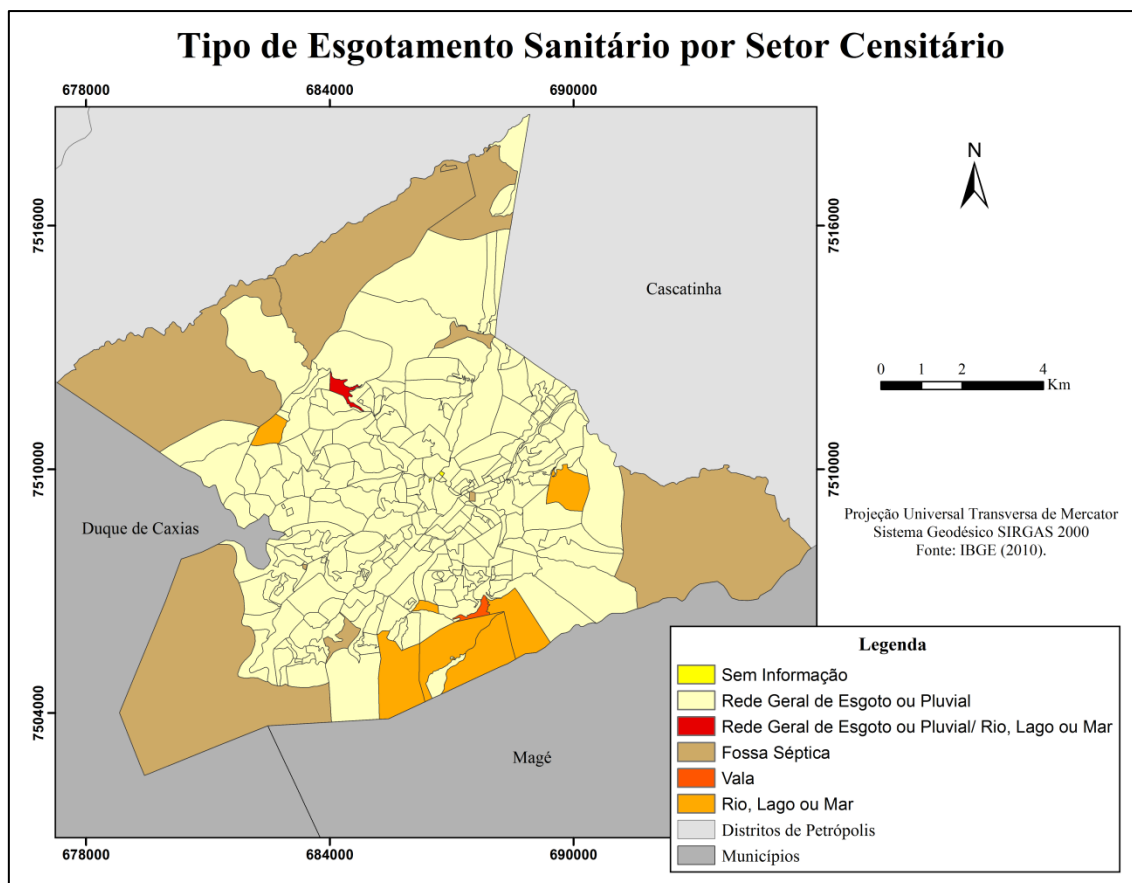 Tipo de Esgotamento Sanitário por Setor Censitário
678000
684000
690000
N
7516000
7516000
Cascatinha
0 1 2 4
Km
7510000
7510000
Duque de Caxias
Projeção Universal Transversa de Mercator
Sistema Geodésico SIRGAS 2000
Fonte: IBGE (2010).
Legenda
Sem Informação
Rede Geral de Esgoto ou Pluvial
Rede Geral de Esgoto ou Pluvial/ Rio, Lago ou Mar
Fossa Séptica
Vala
Rio, Lago ou Mar
Distritos de Petrópolis
Municípios
7504000
Magé
678000
684000
690000